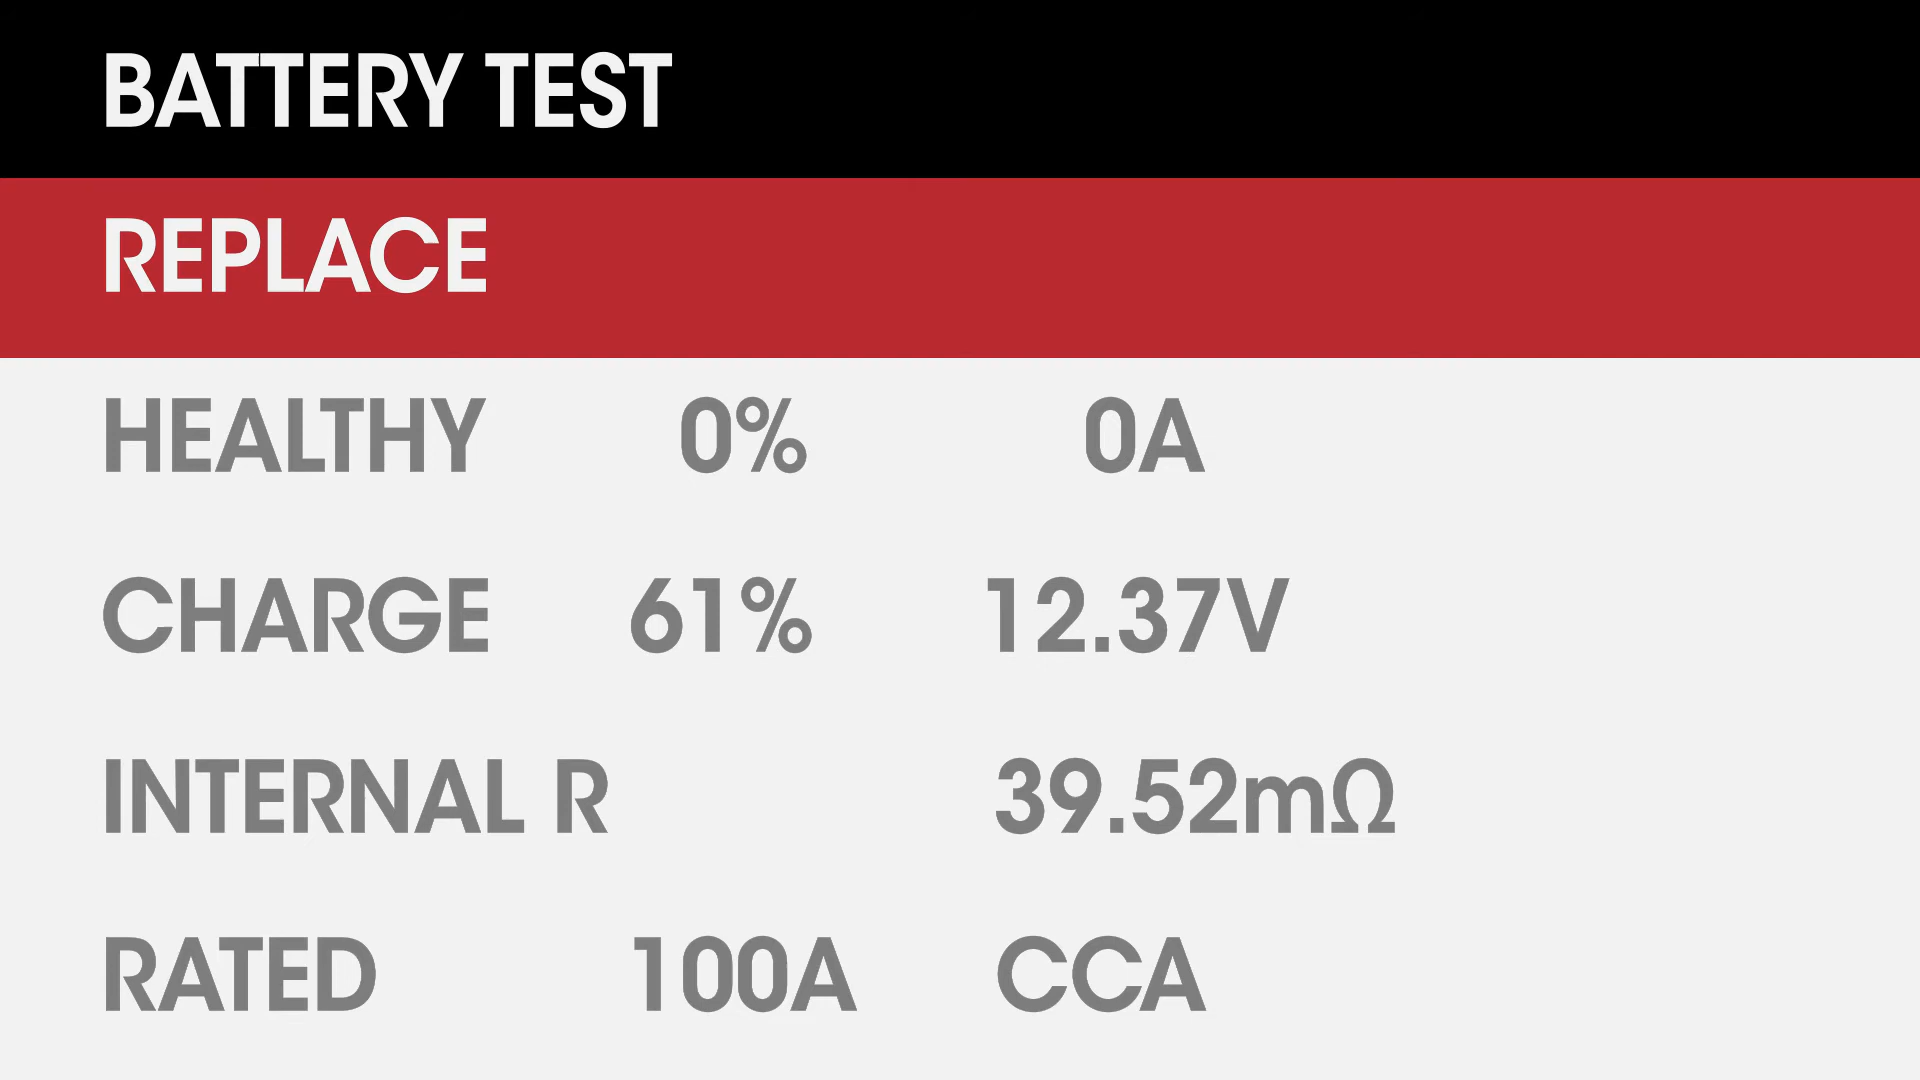 BATTERY TEST
REPLACE
HEALTHY 0% 0A
CHARGE 61% 12.37V
INTERNAL R 39.52mΩ
RATED 100A CCA